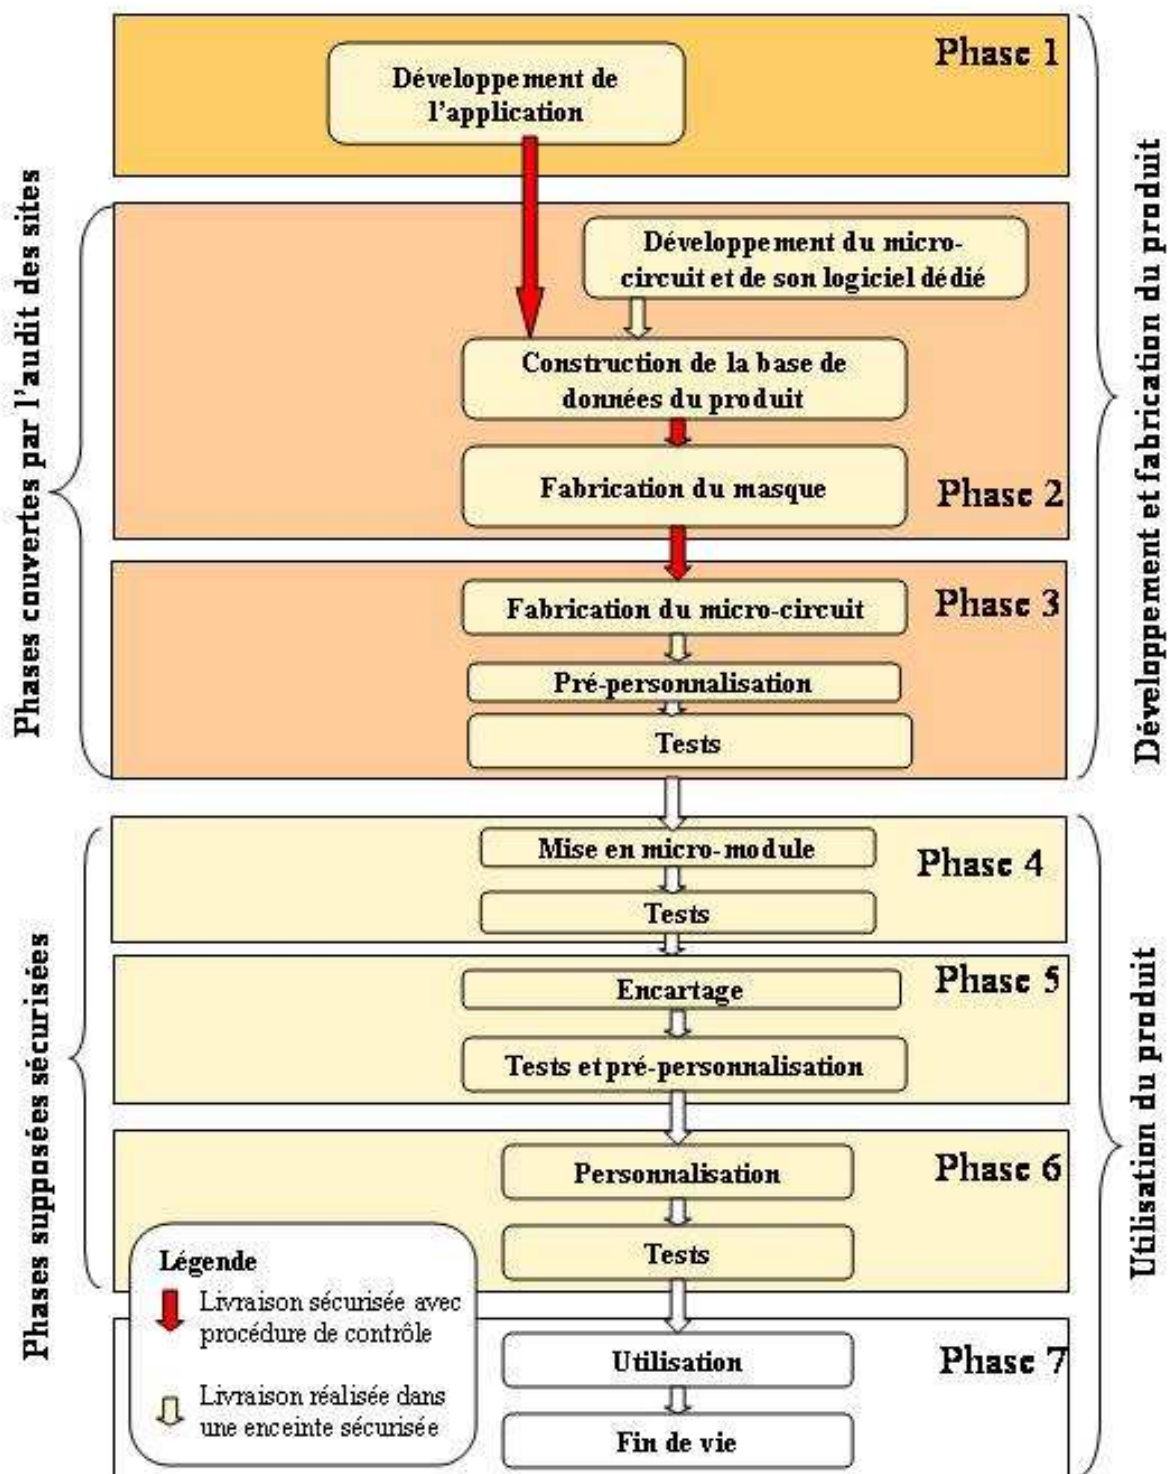 Phase 1
Développement de
l'application
Développement du micro-
circuit et de son logiciel dédié
Construction de la base de
données du produit
Fabrication du masque
Phase 2
Phase 3
Fabrication du micro-circuit
Pré-personnalisation
Tests
Mise en micro-module
Phase 4
Tests
Phase 5
Encartage
Tests et pré-personnalisation
Phase 6
Personnalisation
Tests
Phase 7
Utilisation
Fin de vie
Légende
Livraison sécurisée avec
procédure de contrôle
Livraison réalisée dans
une enceinte sécurisée
Phases couvertes par l'audit des sites
Phases supposées sécurisées
Développement et fabrication du produit
Utilisation du produit